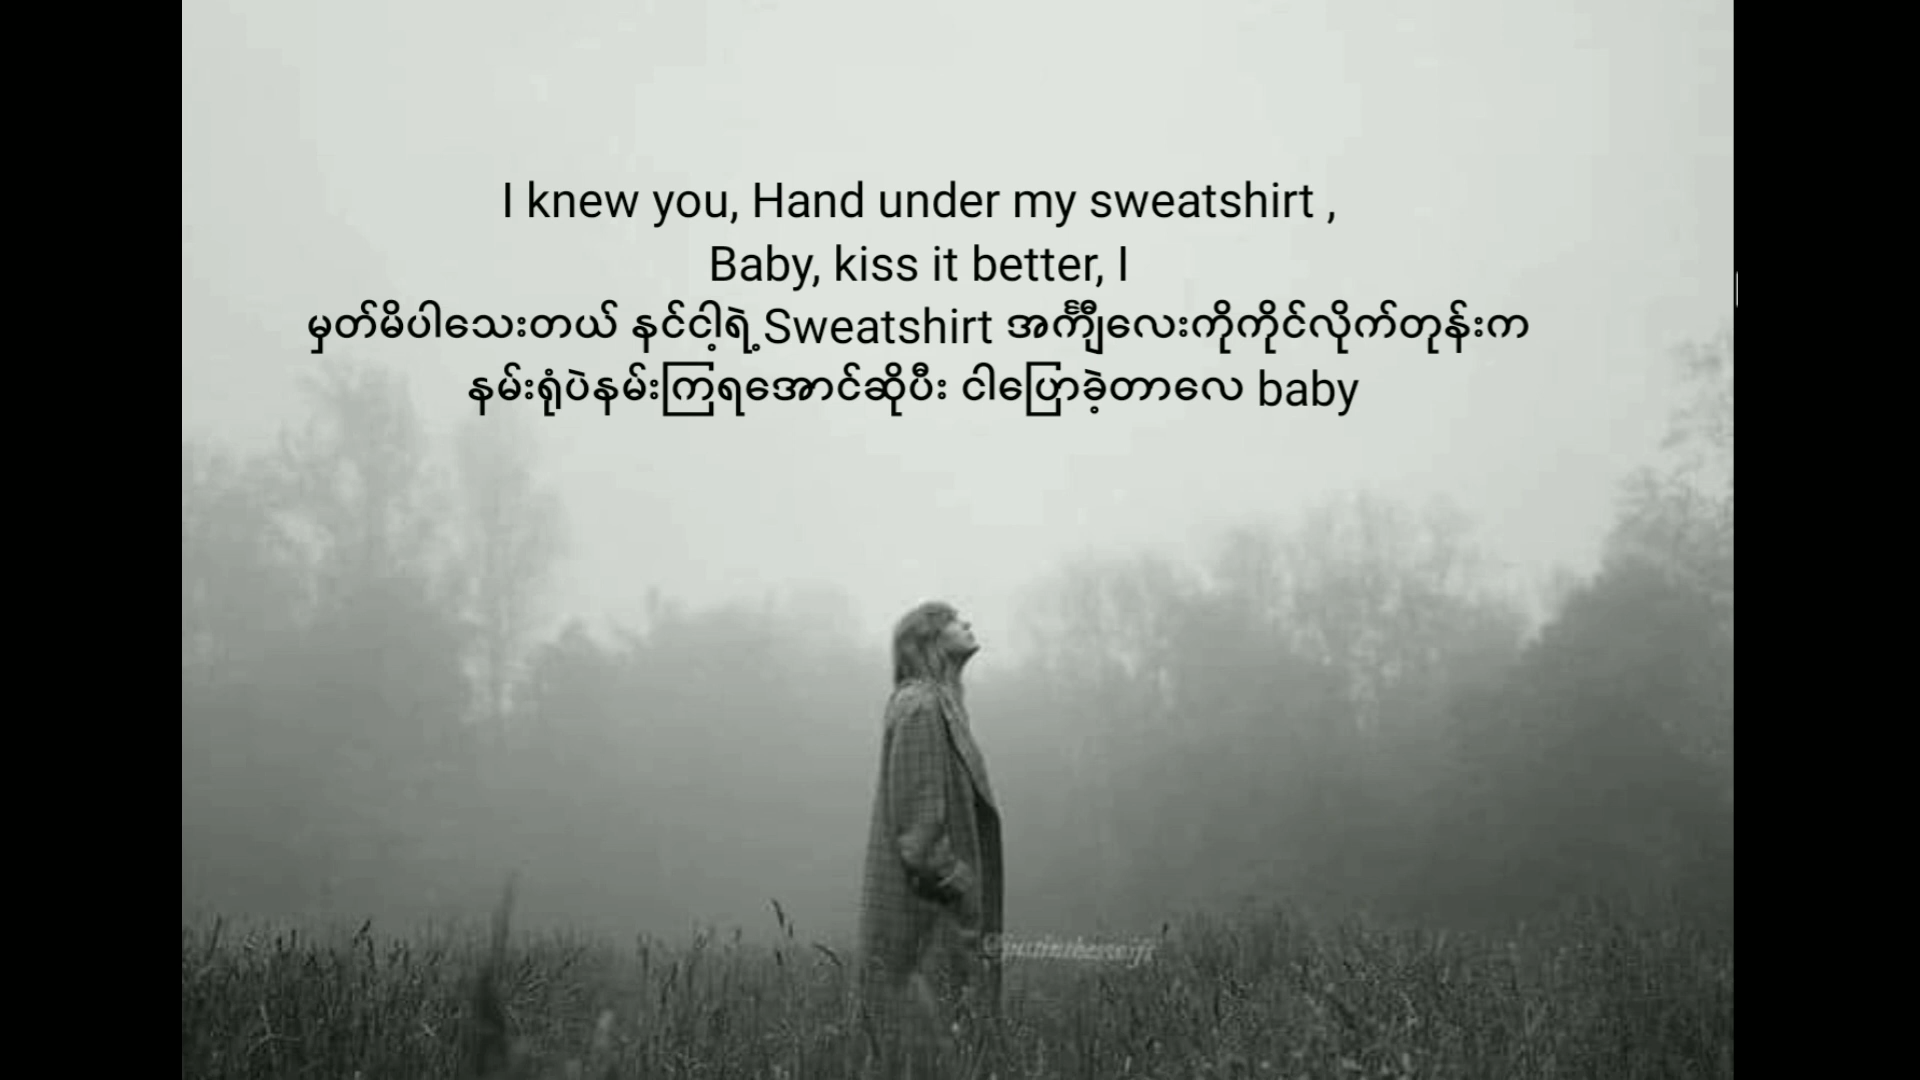 I knew you, Hand under my sweatshirt ,
Baby, kiss it better, I
မှတ်မိပါသေးတယ် နင်ငါ့ရဲ့ Sweatshirt အင်္ကျီလေးကိုကိုင်လိုက်တုန်းက
နမ်းရုံပဲနမ်းကြရအောင်ဆိုပီး ငါပြောခဲ့တာလေ baby